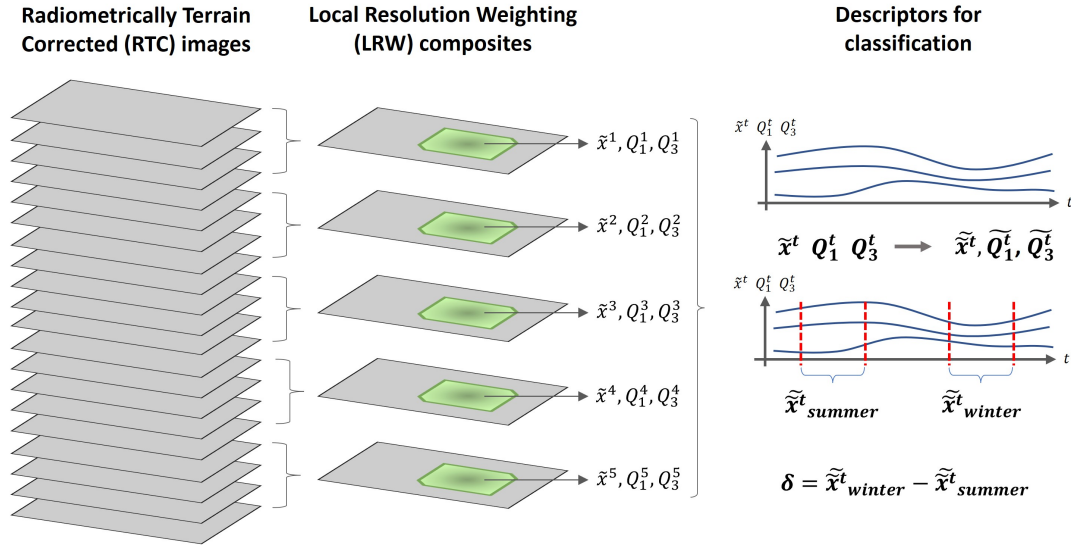 Radiometrically Terrain
Corrected (RTC) images
Local Resolution Weighting
(LRW) composites
Descriptors for
classification
x̃¹, Q₁¹, Q₃¹
x̃², Q₁², Q₃²
x̃³, Q₁³, Q₃³
x̃⁴, Q₁⁴, Q₃⁴
x̃⁵, Q₁⁵, Q₃⁵
x̃ᵗ Q₁ᵗ Q₃ᵗ
t
x̃ᵗ Q₁ᵗ Q₃ᵗ → x̃̃ᵗ, Q̃₁ᵗ, Q̃₃ᵗ
x̃ᵗ Q₁ᵗ Q₃ᵗ
t
x̃̃ᵗsummer x̃̃ᵗwinter
δ = x̃̃ᵗwinter − x̃̃ᵗsummer